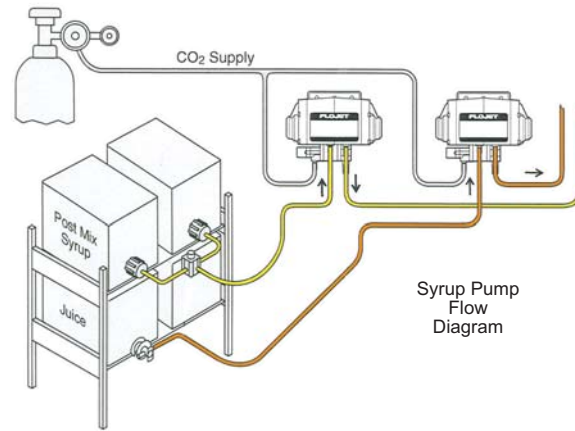 CO2 Supply
FLOJET
FLOJET
Post Mix
Syrup
Juice
Syrup Pump
Flow
Diagram